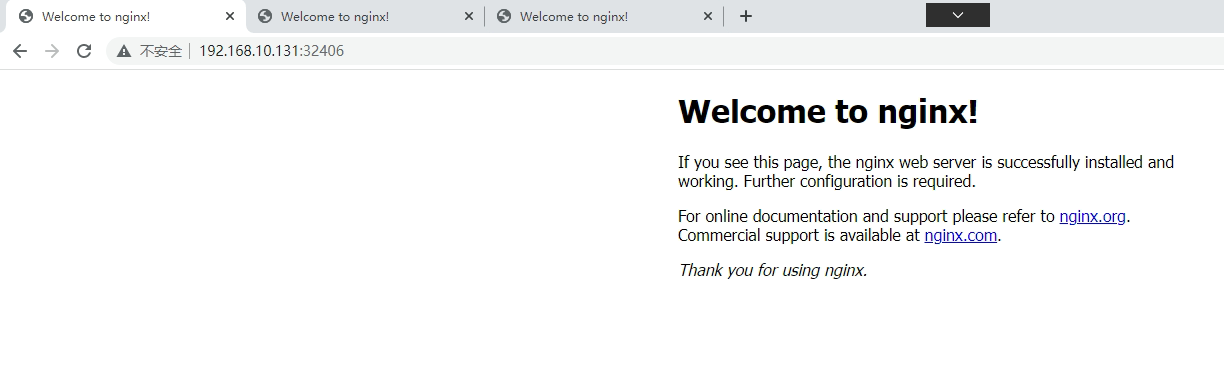 Welcome to nginx! Welcome to nginx! Welcome to nginx!
不安全 192.168.10.131:32406
Welcome to nginx!
If you see this page, the nginx web server is successfully installed and
working. Further configuration is required.
For online documentation and support please refer to nginx.org.
Commercial support is available at nginx.com.
Thank you for using nginx.